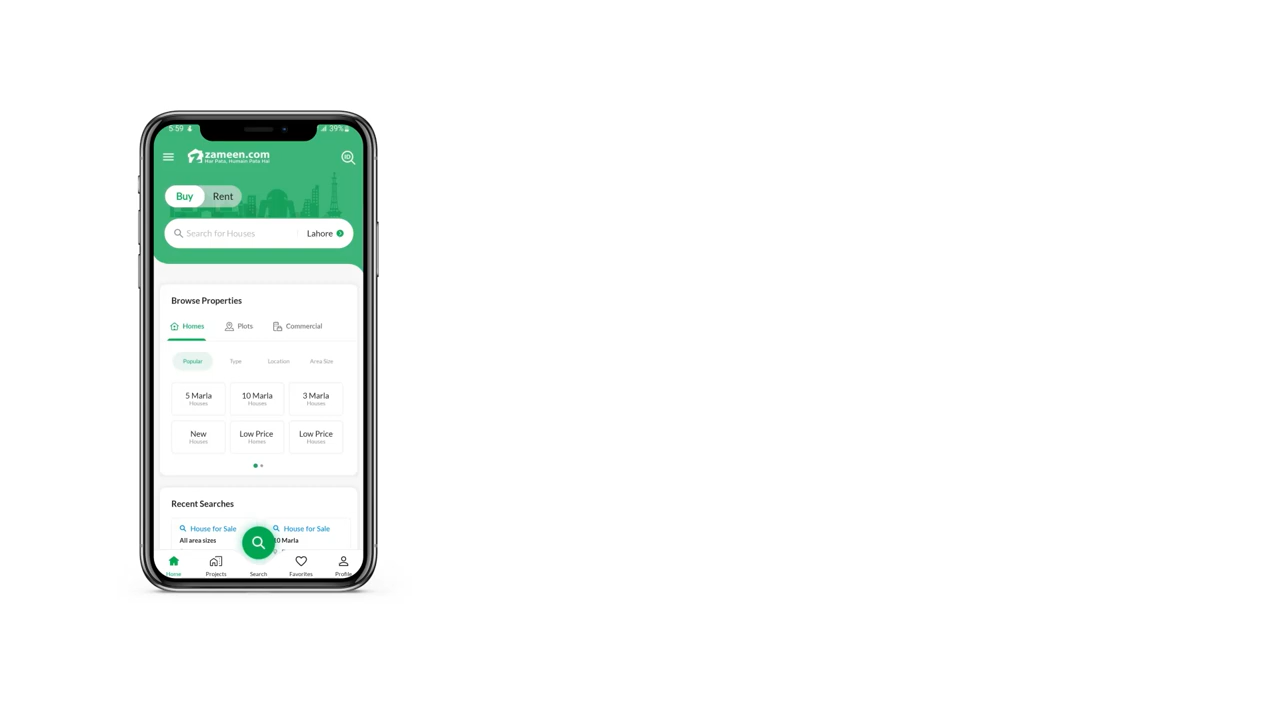 5:59 39%
zameen.com
Har Pata, Humain Pata Hai
ID
Buy Rent
Search for Houses Lahore
Browse Properties
Homes Plots Commercial
Popular Type Location Area Size
5 Marla 10 Marla 3 Marla
Houses Houses Houses
New Low Price Low Price
Houses Homes Houses
Recent Searches
House for Sale House for Sale
All area sizes 10 Marla
Home Projects Search Favorites Profile